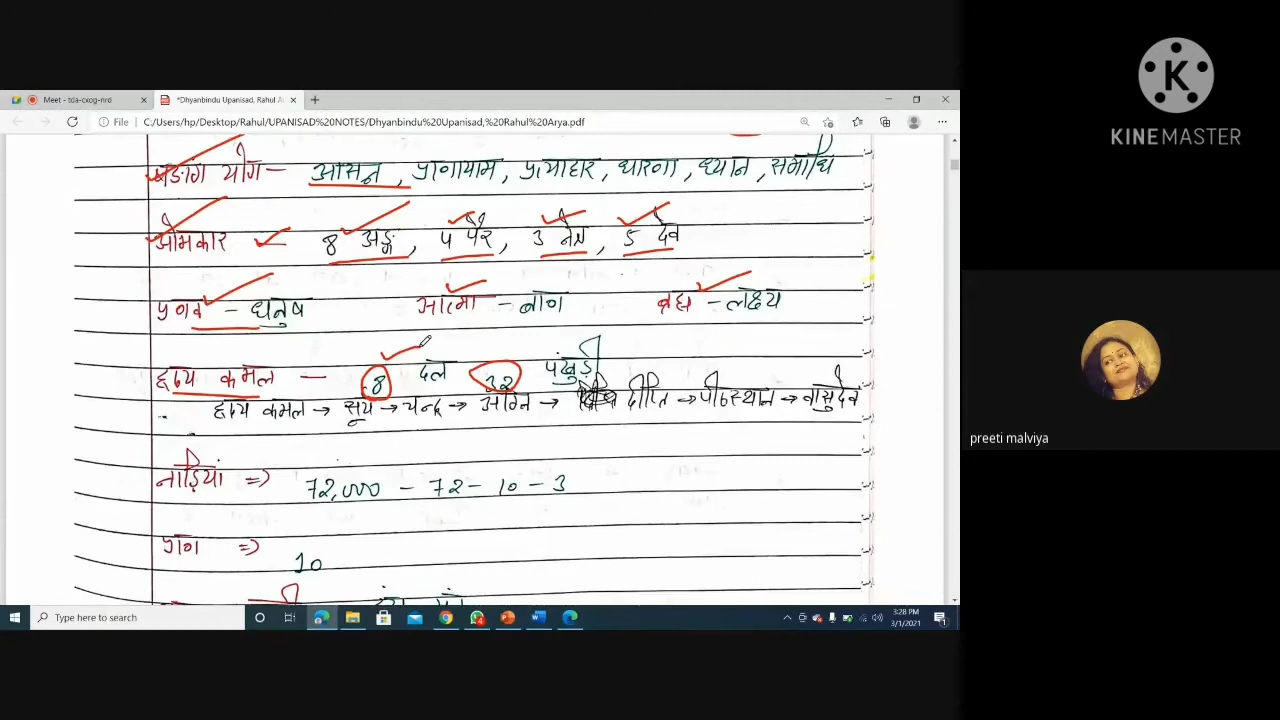 KINEMASTER
Meet - tda-cxog-nrd
*Dhyanbindu Upanisad, Rahul A
File | C:/Users/hp/Desktop/Rahul/UPANISAD%20NOTES/Dhyanbindu%20Upanisad,%20Rahul%20Arya.pdf
षडांग योग - आसन, प्राणायाम, प्रत्याहार, धारणा, ध्यान, समाधि
ओमकार 8 अङ्ग, 4 पैर, 3 नेत्र, 5 देव
प्रणव - धनुष आत्मा - बाण ब्रह्म - लक्ष्य
हृदय कमल - 8 दल 32 पंखुड़ी
हृदय कमल → सूर्य → चन्द्र → अग्नि → दीप्ति → पीठस्थान → वासुदेव
नाड़ियां => 72,000 - 72 - 10 - 3
प्राण =>
10
preeti malviya
Type here to search
3:28 PM
3/1/2021